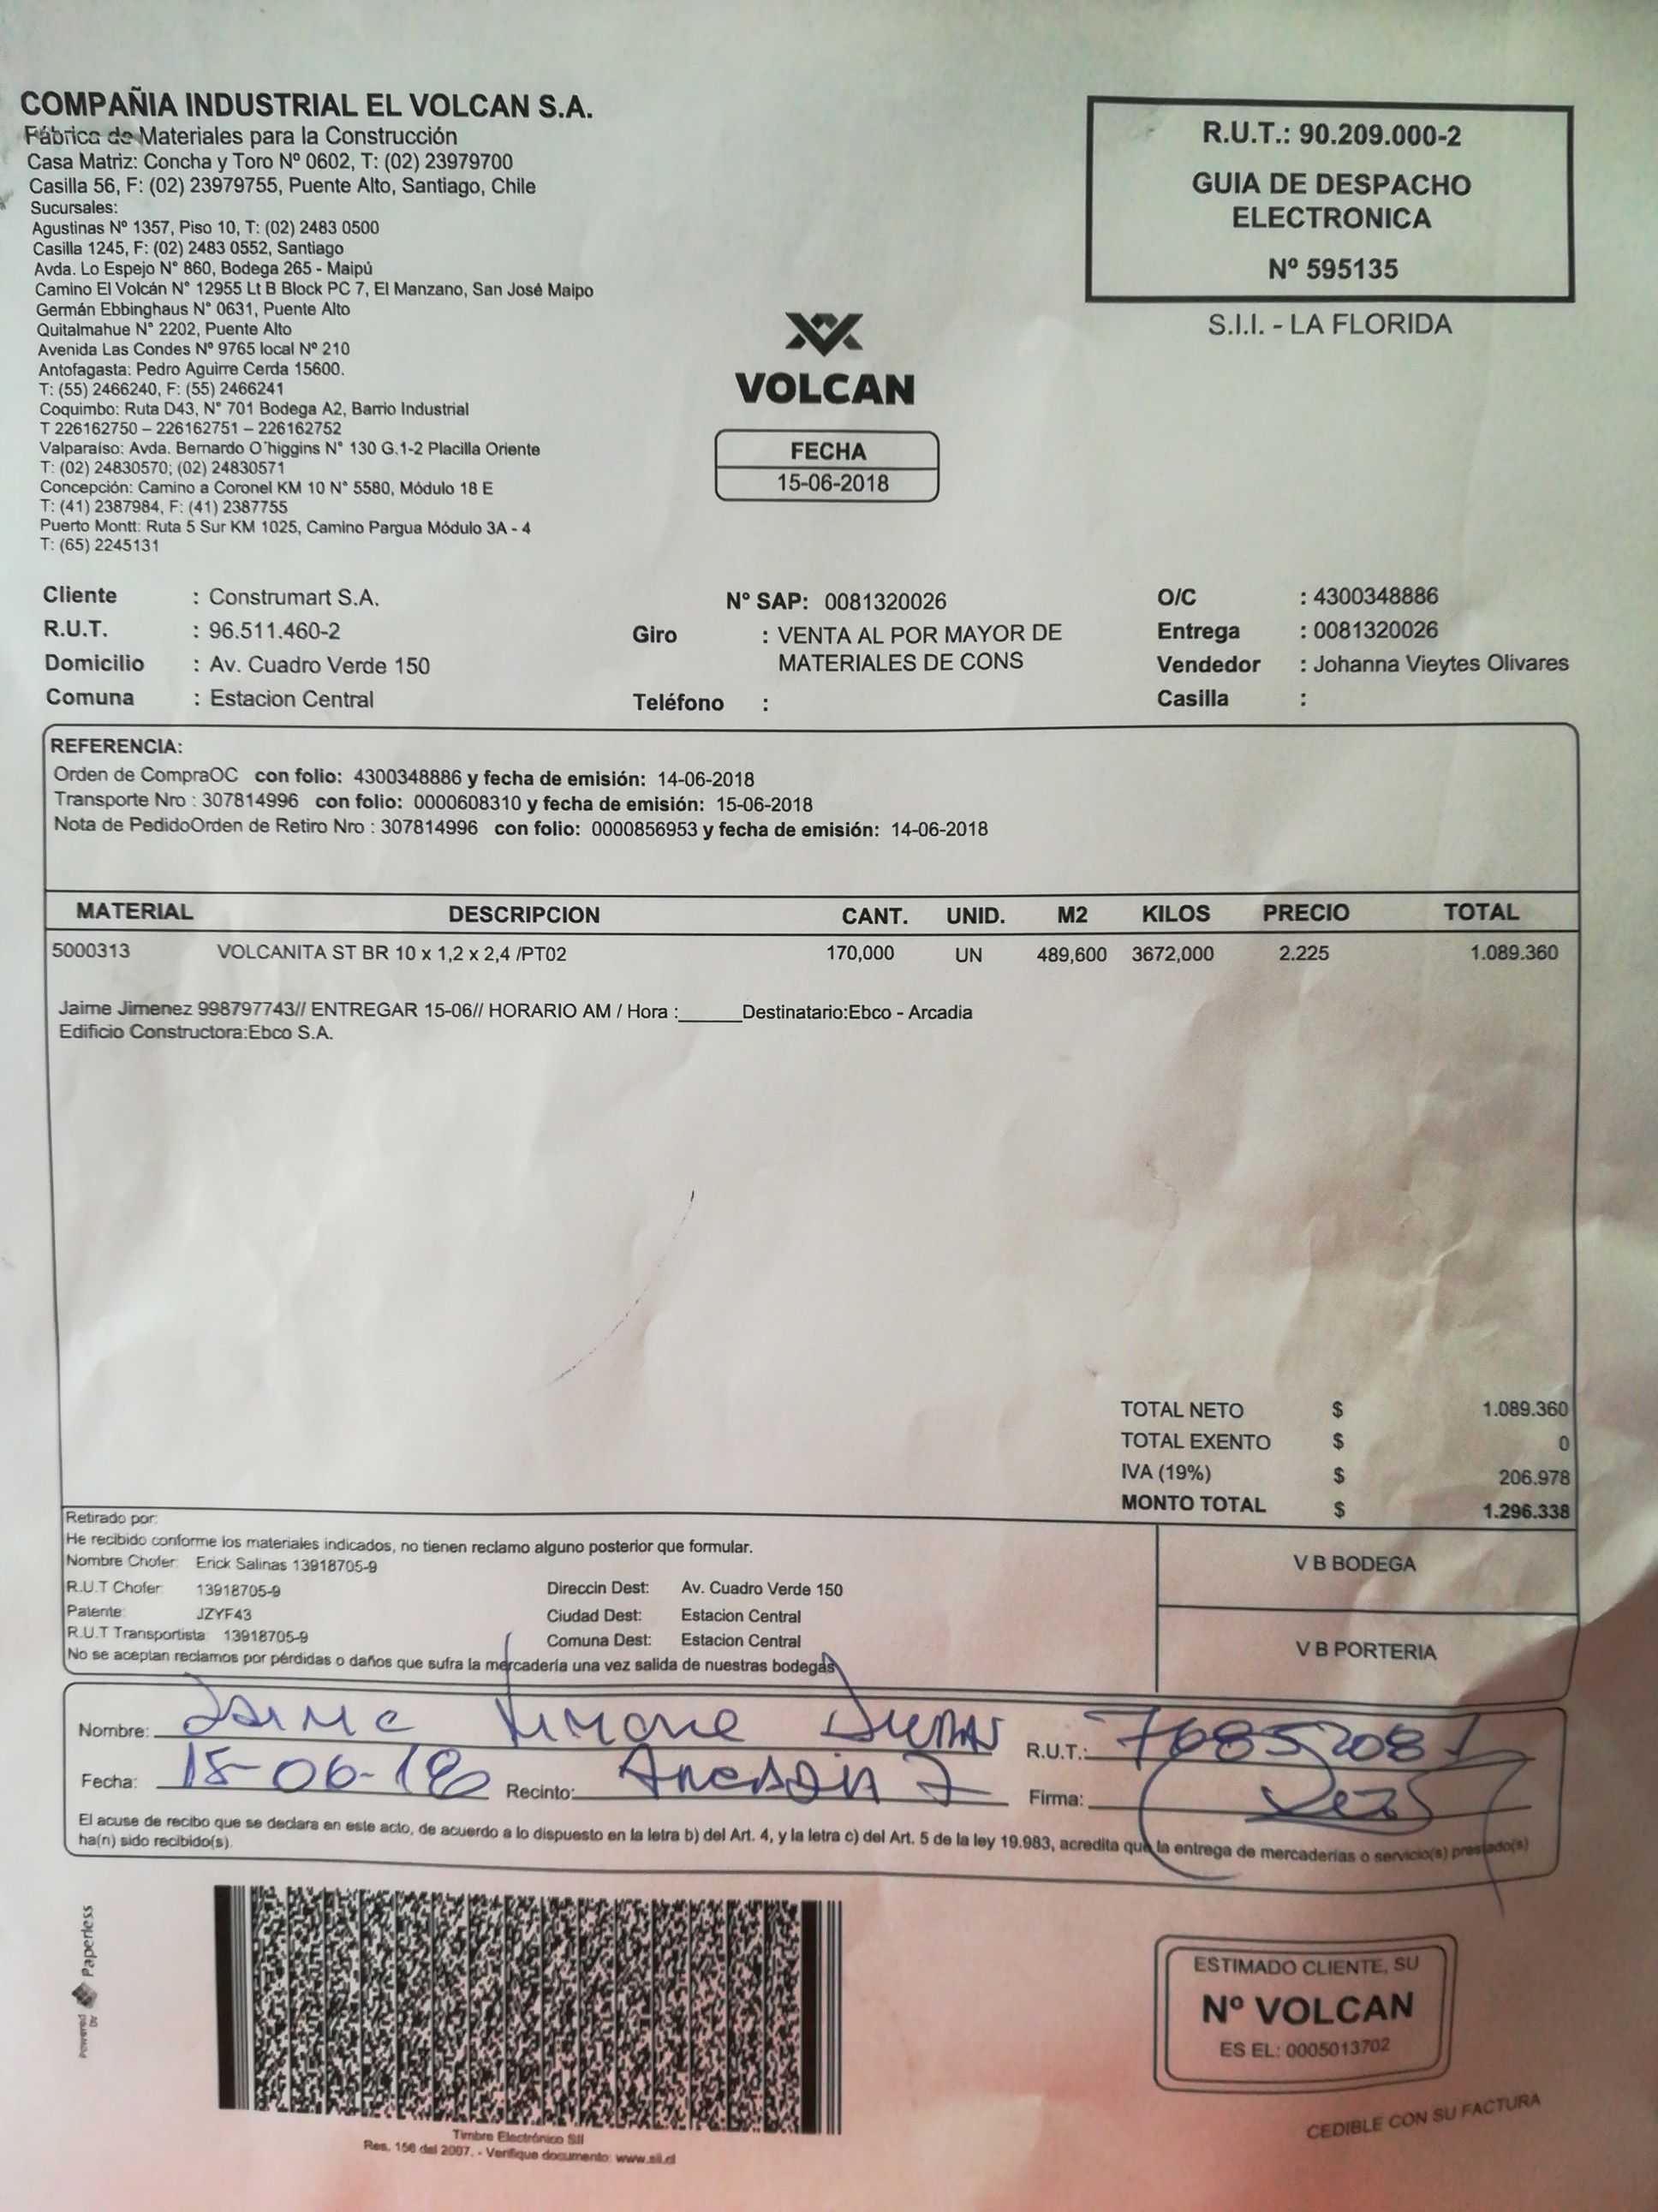 COMPAÑIA INDUSTRIAL EL VOLCAN S.A.
Fábrica de Materiales para la Construcción
Casa Matriz: Concha y Toro Nº 0602, T: (02) 23979700
Casilla 56, F: (02) 23979755, Puente Alto, Santiago, Chile
Sucursales:
Agustinas Nº 1357, Piso 10, T: (02) 2483 0500
Casilla 1245, F: (02) 2483 0552, Santiago
Avda. Lo Espejo N° 860, Bodega 265 - Maipú
Camino El Volcán N° 12955 Lt B Block PC 7, El Manzano, San José Maipo
Germán Ebbinghaus N° 0631, Puente Alto
Quitalmahue N° 2202, Puente Alto
Avenida Las Condes Nº 9765 local Nº 210
Antofagasta: Pedro Aguirre Cerda 15600.
T: (55) 2466240, F: (55) 2466241
Coquimbo: Ruta D43, N° 701 Bodega A2, Barrio Industrial
T 226162750 – 226162751 – 226162752
Valparaíso: Avda. Bernardo O´higgins N° 130 G.1-2 Placilla Oriente
T: (02) 24830570; (02) 24830571
Concepción: Camino a Coronel KM 10 N° 5580, Módulo 18 E
T: (41) 2387984, F: (41) 2387755
Puerto Montt: Ruta 5 Sur KM 1025, Camino Pargua Módulo 3A - 4
T: (65) 2245131
R.U.T.: 90.209.000-2
GUIA DE DESPACHO
ELECTRONICA
Nº 595135
S.I.I. - LA FLORIDA
VOLCAN
FECHA
15-06-2018
Cliente : Construmart S.A. Nº SAP: 0081320026 O/C : 4300348886
R.U.T. : 96.511.460-2 Giro : VENTA AL POR MAYOR DE Entrega : 0081320026
Domicilio : Av. Cuadro Verde 150 MATERIALES DE CONS Vendedor : Johanna Vieytes Olivares
Comuna : Estacion Central Teléfono : Casilla :
REFERENCIA:
Orden de CompraOC con folio: 4300348886 y fecha de emisión: 14-06-2018
Transporte Nro : 307814996 con folio: 0000608310 y fecha de emisión: 15-06-2018
Nota de PedidoOrden de Retiro Nro : 307814996 con folio: 0000856953 y fecha de emisión: 14-06-2018
MATERIAL DESCRIPCION CANT. UNID. M2 KILOS PRECIO TOTAL
5000313 VOLCANITA ST BR 10 x 1,2 x 2,4 /PT02 170,000 UN 489,600 3672,000 2.225 1.089.360
Jaime Jimenez 998797743// ENTREGAR 15-06// HORARIO AM / Hora :______Destinatario:Ebco - Arcadia
Edificio Constructora:Ebco S.A.
TOTAL NETO $ 1.089.360
TOTAL EXENTO $ 0
IVA (19%) $ 206.978
MONTO TOTAL $ 1.296.338
Retirado por:
He recibido conforme los materiales indicados, no tienen reclamo alguno posterior que formular.
Nombre Chofer: Erick Salinas 13918705-9
R.U.T Chofer: 13918705-9 Direccin Dest: Av. Cuadro Verde 150
Patente: JZYF43 Ciudad Dest: Estacion Central
R.U.T Transportista: 13918705-9 Comuna Dest: Estacion Central
No se aceptan reclamos por pérdidas o daños que sufra la mercadería una vez salida de nuestras bodegas
V B BODEGA
V B PORTERIA
Nombre: Jaime R.U.T.:
Fecha: 15-06-18 Recinto: Firma:
El acuse de recibo que se declara en este acto, de acuerdo a lo dispuesto en la letra b) del Art. 4, y la letra c) del Art. 5 de la ley 19.983, acredita que la entrega de mercaderías o servicio(s) prestado(s)
ha(n) sido recibido(s).
Powered by Paperless
Timbre Electrónico SII
Res. 156 del 2007. - Verifique documento: www.sii.cl
ESTIMADO CLIENTE, SU
Nº VOLCAN
ES EL: 0005013702
CEDIBLE CON SU FACTURA